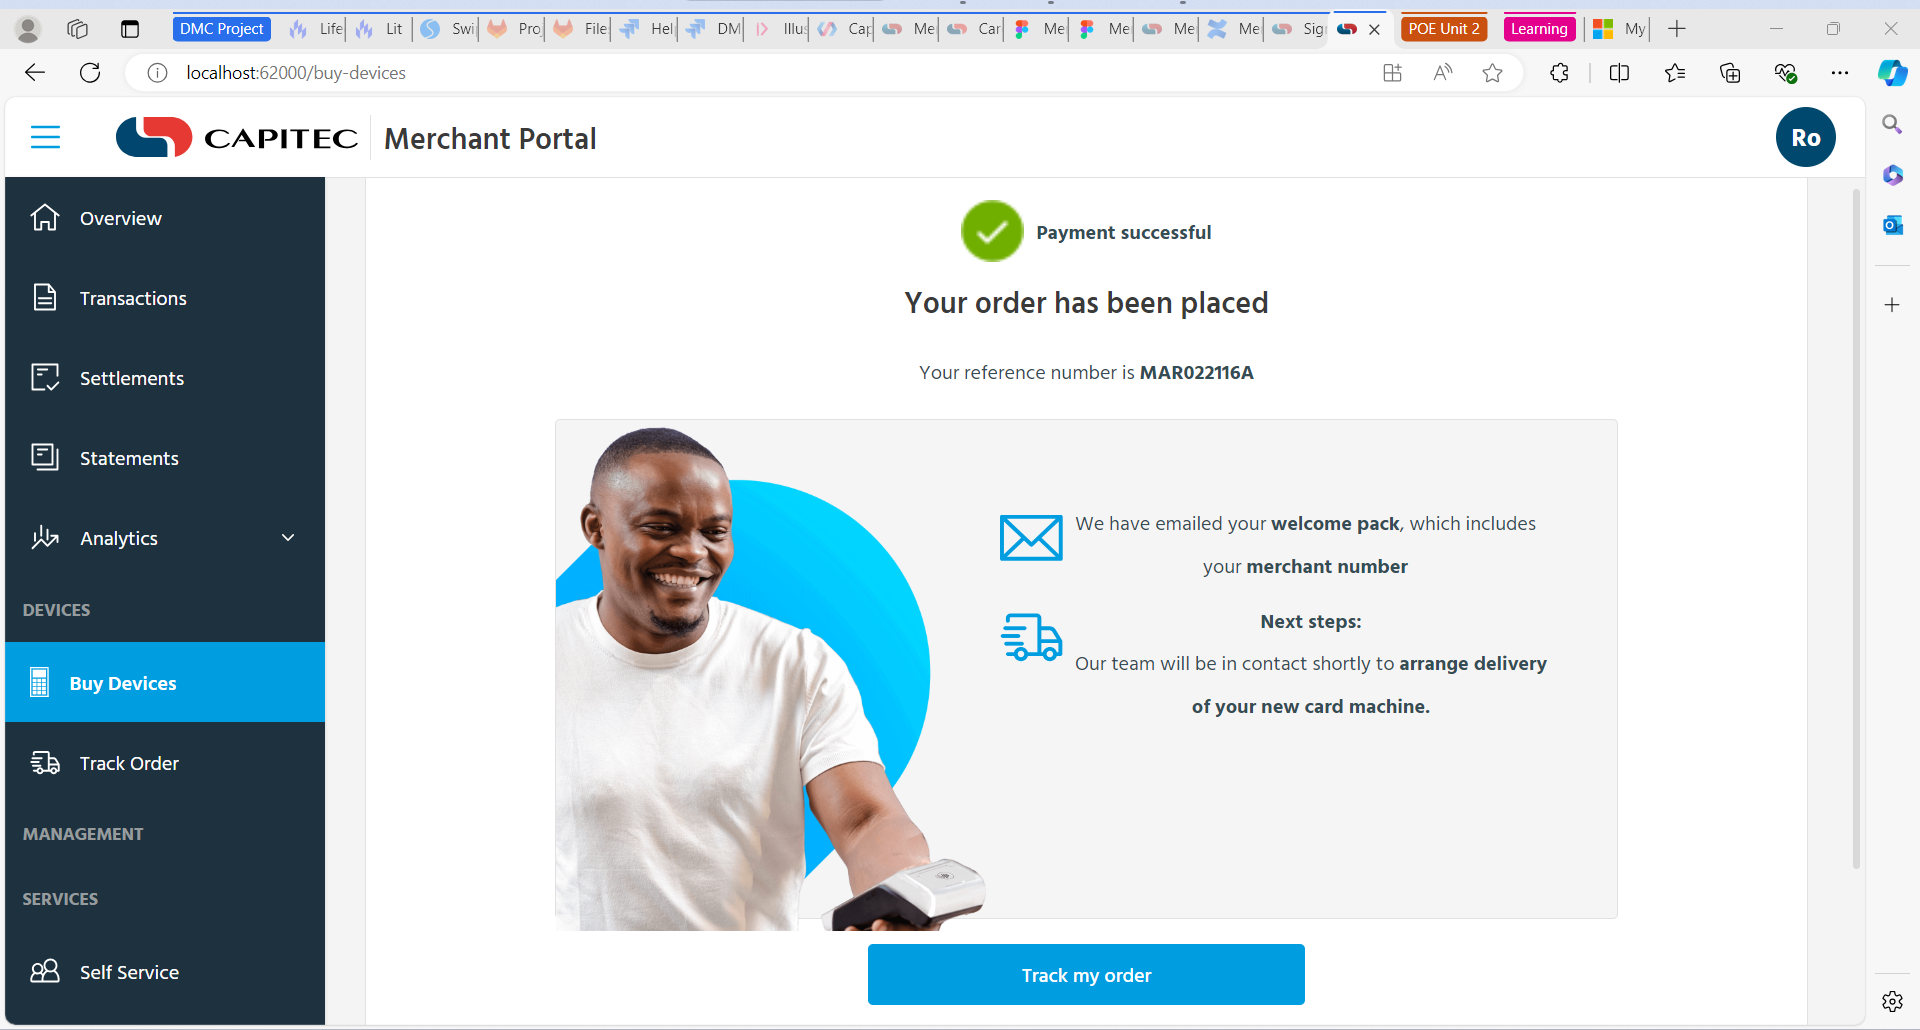 DMC Project
Life
Lit
Swi
Pro
File
Hel
DM
Illus
Cap
Me
Car
Me
Me
Me
Me
Sig
POE Unit 2
Learning
My
localhost:62000/buy-devices
CAPITEC
Merchant Portal
Ro
Overview
Transactions
Settlements
Statements
Analytics
DEVICES
Buy Devices
Track Order
MANAGEMENT
SERVICES
Self Service
Payment successful
Your order has been placed
Your reference number is MAR022116A
We have emailed your welcome pack, which includes
your merchant number
Next steps:
Our team will be in contact shortly to arrange delivery
of your new card machine.
Track my order